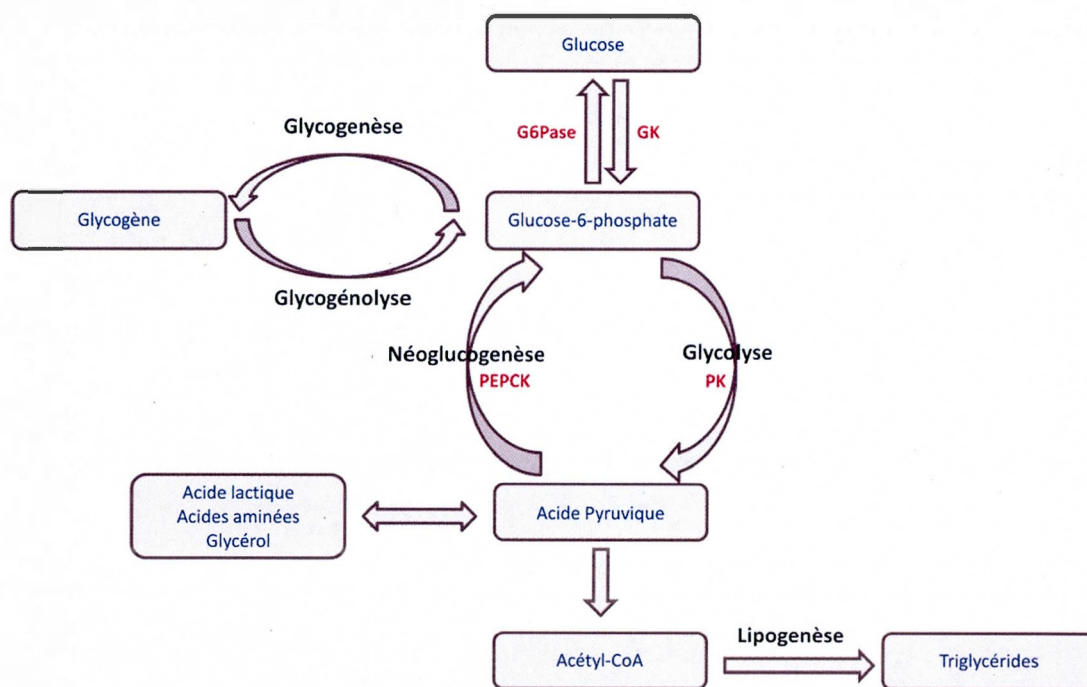 Glucose
G6Pase
GK
Glycogenèse
Glycogène
Glucose-6-phosphate
Glycogénolyse
Néoglucogenèse
PEPCK
Glycolyse
PK
Acide lactique
Acides aminées
Glycérol
Acide Pyruvique
Acétyl-CoA
Lipogenèse
Triglycérides